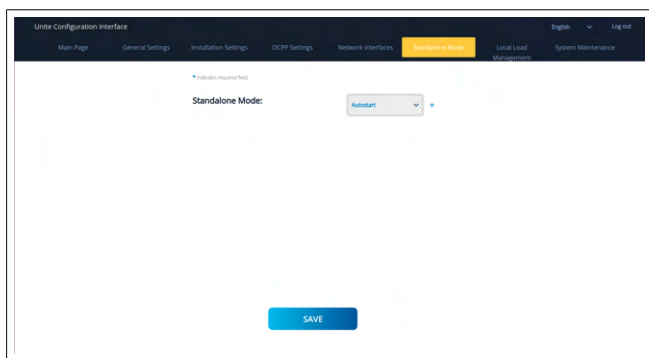 Unite Configuration Interface
English
Log out
Main Page
General Settings
Installation Settings
OCPP Settings
Network Interfaces
Standalone Mode
Local Load
Management
System Maintenance
* Indicates required field
Standalone Mode:
Autostart
*
SAVE